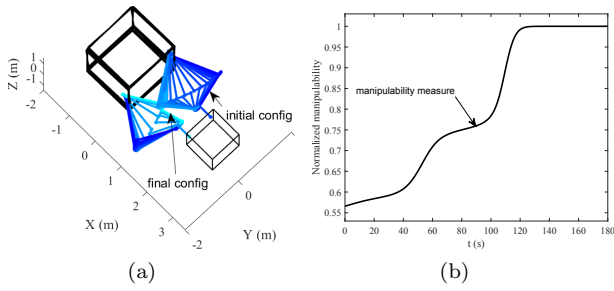 Z (m)
1
0
-1
-2
-1
0
1
2
3
X (m)
-2
0
Y (m)
initial config
final config
(a)
Normalized manipulability
1
0.95
0.9
0.85
0.8
0.75
0.7
0.65
0.6
0.55
manipulability measure
0 20 40 60 80 100 120 140 160 180
t (s)
(b)